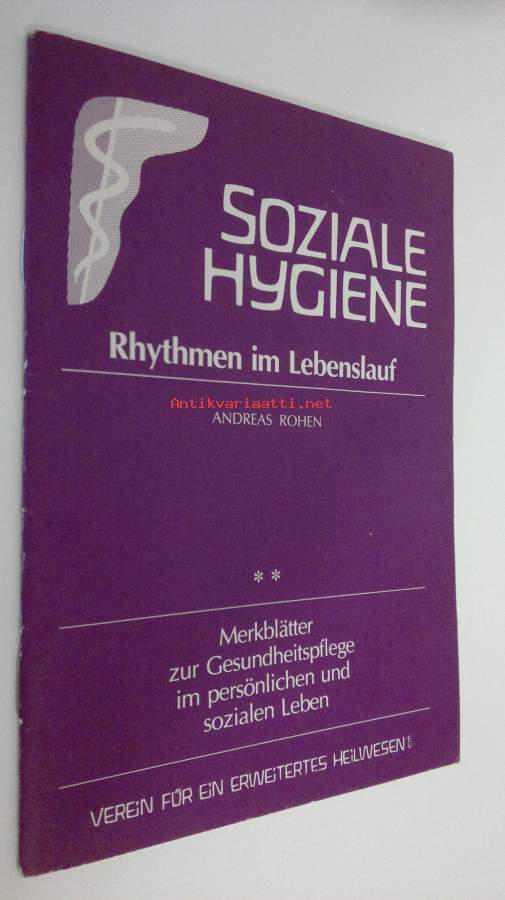 SOZIALE
HYGIENE
Rhythmen im Lebenslauf
Antikvariaatti.net
ANDREAS ROHEN
**
Merkblätter
zur Gesundheitspflege
im persönlichen und
sozialen Leben
VEREIN FÜR EIN ERWEITERTES HEILWESEN